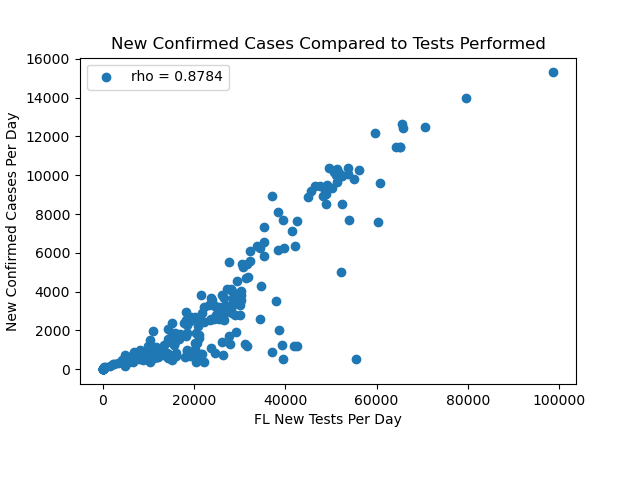 New Confirmed Cases Compared to Tests Performed
rho = 0.8784
New Confirmed Caeses Per Day
16000
14000
12000
10000
8000
6000
4000
2000
0
0 20000 40000 60000 80000 100000
FL New Tests Per Day